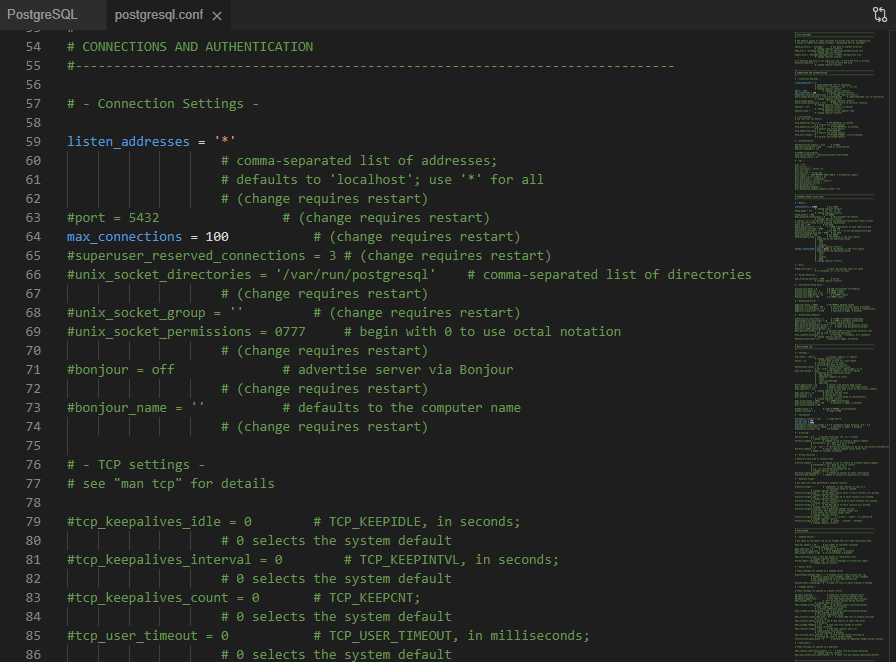 PostgreSQL
postgresql.conf
54 # CONNECTIONS AND AUTHENTICATION
55 #------------------------------------------------------------------------------
56
57 # - Connection Settings -
58
59 listen_addresses = '*'
60 # comma-separated list of addresses;
61 # defaults to 'localhost'; use '*' for all
62 # (change requires restart)
63 #port = 5432 # (change requires restart)
64 max_connections = 100 # (change requires restart)
65 #superuser_reserved_connections = 3 # (change requires restart)
66 #unix_socket_directories = '/var/run/postgresql' # comma-separated list of directories
67 # (change requires restart)
68 #unix_socket_group = '' # (change requires restart)
69 #unix_socket_permissions = 0777 # begin with 0 to use octal notation
70 # (change requires restart)
71 #bonjour = off # advertise server via Bonjour
72 # (change requires restart)
73 #bonjour_name = '' # defaults to the computer name
74 # (change requires restart)
75
76 # - TCP settings -
77 # see "man tcp" for details
78
79 #tcp_keepalives_idle = 0 # TCP_KEEPIDLE, in seconds;
80 # 0 selects the system default
81 #tcp_keepalives_interval = 0 # TCP_KEEPINTVL, in seconds;
82 # 0 selects the system default
83 #tcp_keepalives_count = 0 # TCP_KEEPCNT;
84 # 0 selects the system default
85 #tcp_user_timeout = 0 # TCP_USER_TIMEOUT, in milliseconds;
86 # 0 selects the system default